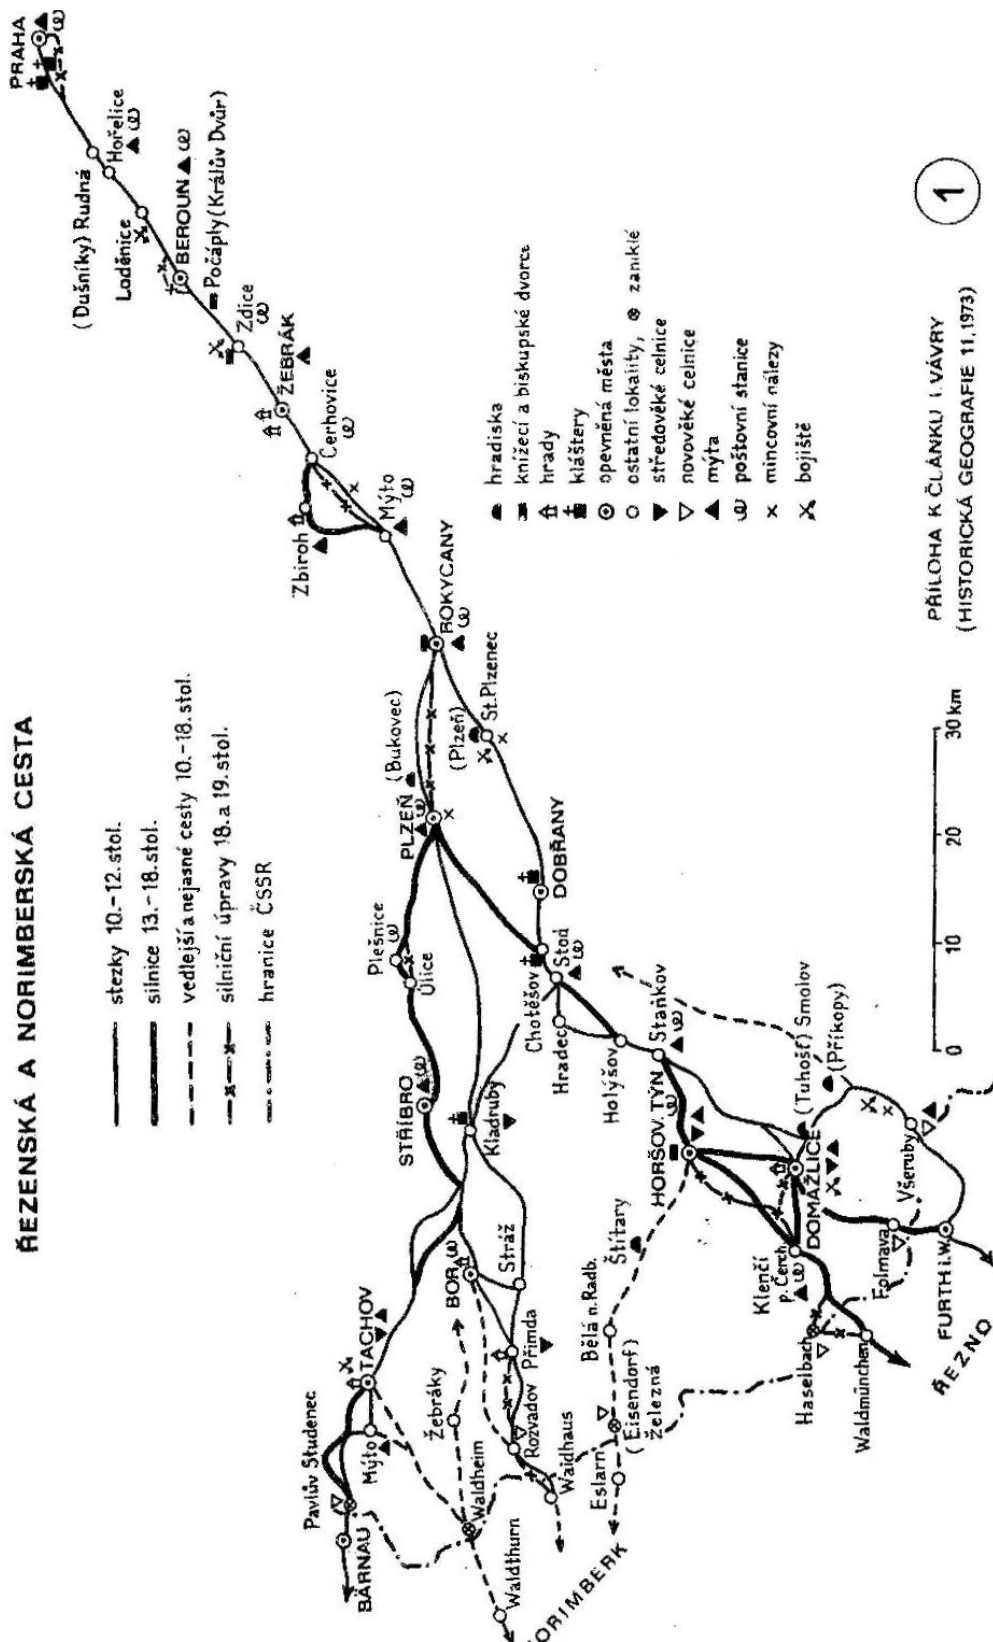 ŘEZENSKÁ A NORIMBERSKÁ CESTA
stezky 10.-12. stol.
silnice 13.-18. stol.
vedlejší a nejasné cesty 10.-18. stol.
silniční úpravy 18. a 19. stol.
hranice ČSSR
PRAHA
(Dušníky) Rudná
Hořelice
Loděnice
BEROUN
Počáply (Králův Dvůr)
Zdice
ŽEBRÁK
Cerhovice
Zbiroh
Mýto
ROKYCANY
(Bukovec)
PLZEŇ
(Plzeň)
St. Plzenec
DOBŘANY
Plešnice
Úlice
STŘÍBRO
Kladruby
Chotěšov
Stod
Hradec
Holýšov
Staňkov
HORŠOV. TÝN
(Tuhošť) Smolov
(Příkopy)
DOMAŽLICE
Všeruby
Klenčí
p. Čerch.
Folmava
FURTH i. W.
Haselbach
Waldmünchen
ŘEZNO
TACHOV
BOR
Stráž
Přimda
Štítary
Bělá n. Radb.
(Eisendorf)
Železná
Eslarn
Rozvadov
Waidhaus
Žebráky
Waldheim
Waldthurn
Pavlův Studenec
Mýto
BÄRNAU
NORIMBERK
hradiska
knížecí a biskupské dvorce
hrady
kláštery
opevněná města
ostatní lokality, ⊗ zaniklé
středověké celnice
novověké celnice
mýta
poštovní stanice
mincovní nálezy
bojiště
0 10 20 30 km
PŘÍLOHA K ČLÁNKU I. VÁVRY
(HISTORICKÁ GEOGRAFIE 11, 1973)
1